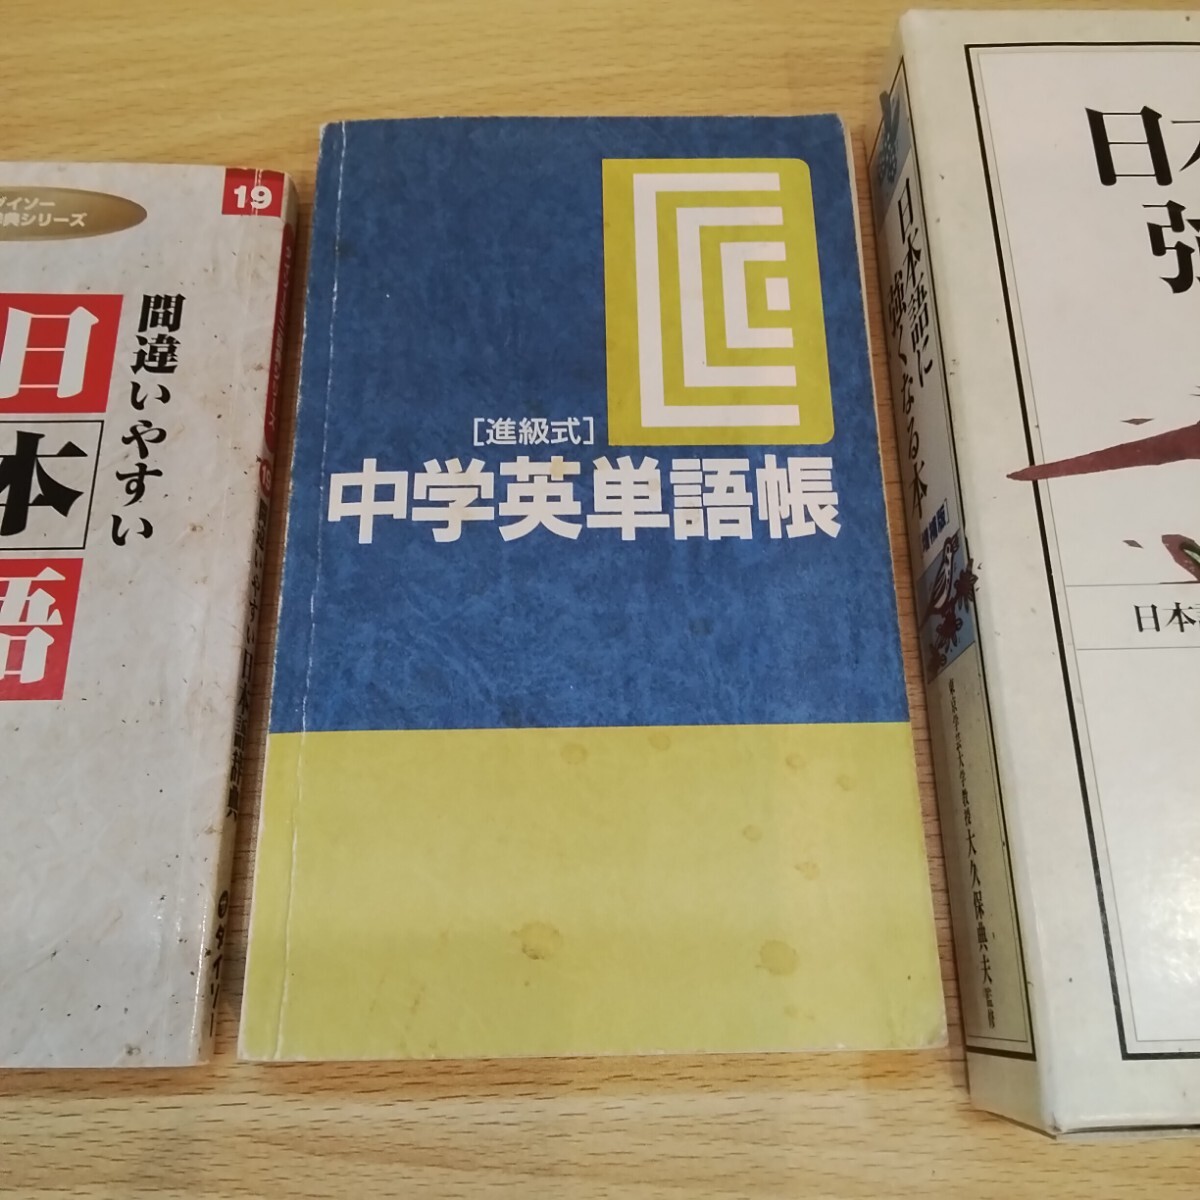 ダイソー
辞典シリーズ
19
間違いやすい
日本語
間違いやすい日本語辞典
ダイソー
［進級式］
中学英単語帳
日本語に
強くなる本
増補版
東京学芸大学教授 大久保典夫 監修
日本
強
日本